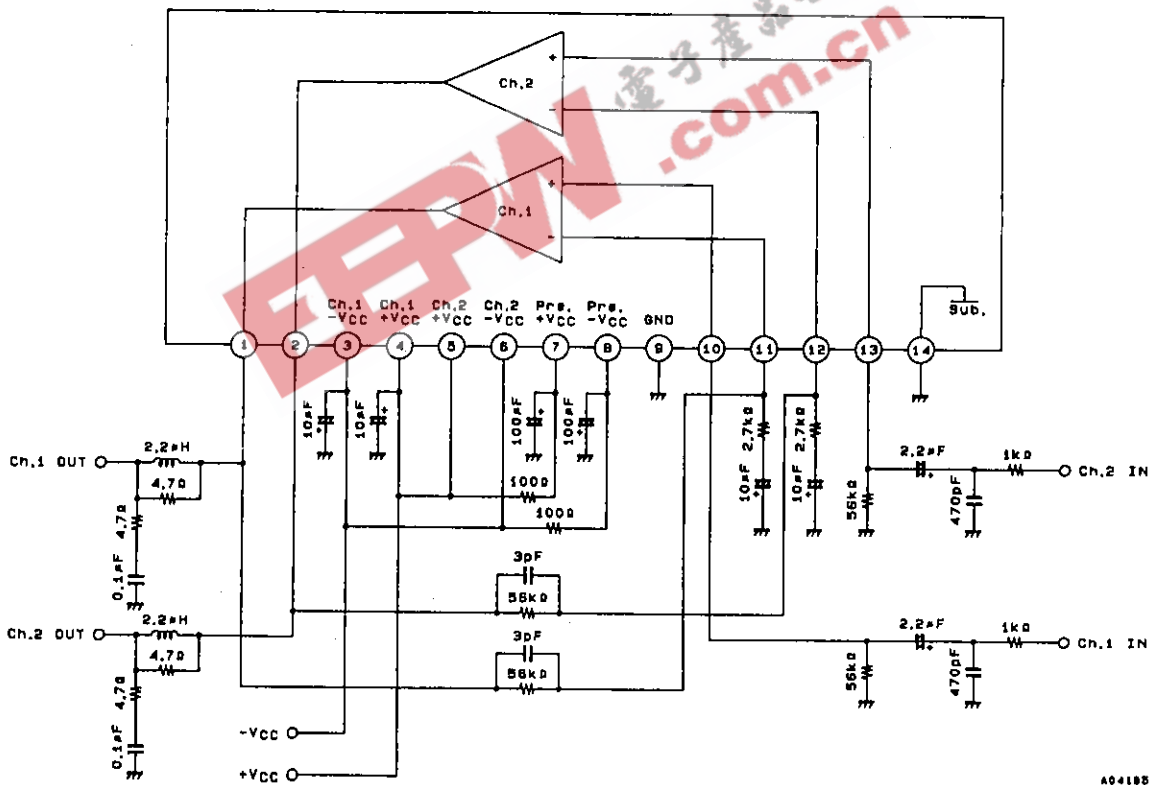 電子產品
.com.cn
EEPW
+
Ch.2
-
+
Ch.1
-
Ch.1 -VCC
Ch.1 +VCC
Ch.2 +VCC
Ch.2 -VCC
Pre. +VCC
Pre. -VCC
GND
Sub.
1 2 3 4 5 6 7 8 9 10 11 12 13 14
10µF
+
10µF
+
100µF
+
100µF
+
2.7kΩ
2.7kΩ
10µF
+
10µF
+
Ch.1 OUT
2.2µH
4.7Ω
4.7Ω
0.1µF
100Ω
100Ω
56kΩ
2.2µF
+
470pF
1kΩ
Ch.2 IN
3pF
56kΩ
Ch.2 OUT
2.2µH
4.7Ω
4.7Ω
0.1µF
3pF
56kΩ
56kΩ
2.2µF
+
470pF
1kΩ
Ch.1 IN
-VCC
+VCC
A04185